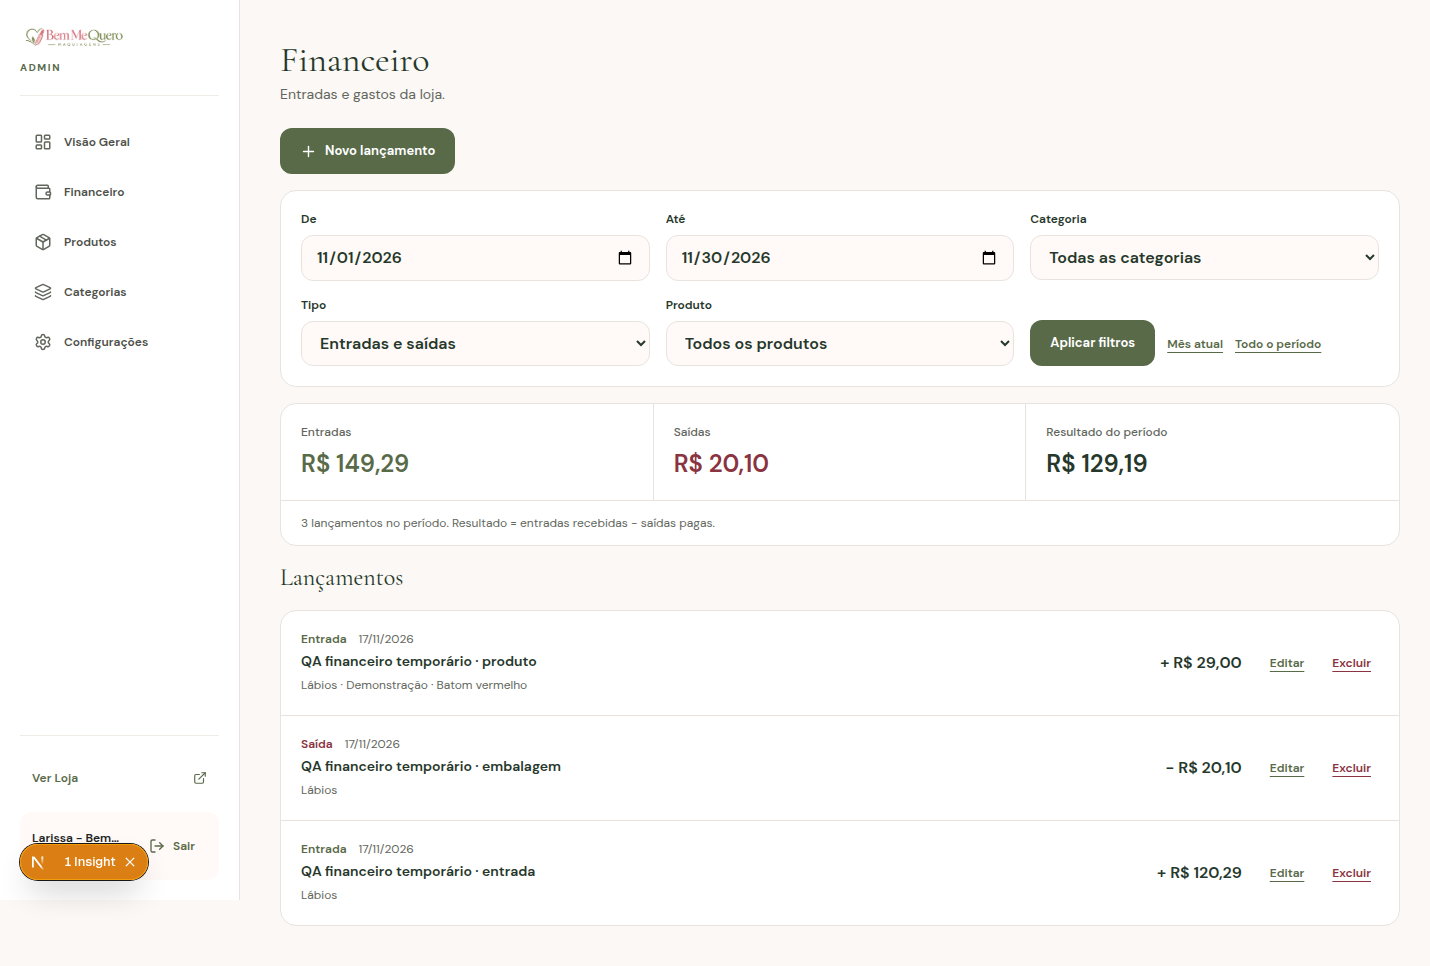 Bem Me Quero
MAQUIAGENS
ADMIN
Visão Geral
Financeiro
Produtos
Categorias
Configurações
Ver Loja
Larissa - Bem...
Sair
1 Insight
Financeiro
Entradas e gastos da loja.
Novo lançamento
De
11/01/2026
Até
11/30/2026
Categoria
Todas as categorias
Tipo
Entradas e saídas
Produto
Todos os produtos
Aplicar filtros
Mês atual
Todo o período
Entradas
R$ 149,29
Saídas
R$ 20,10
Resultado do período
R$ 129,19
3 lançamentos no período. Resultado = entradas recebidas − saídas pagas.
Lançamentos
Entrada 17/11/2026
QA financeiro temporário · produto
Lábios · Demonstração · Batom vermelho
+ R$ 29,00
Editar
Excluir
Saída 17/11/2026
QA financeiro temporário · embalagem
Lábios
− R$ 20,10
Editar
Excluir
Entrada 17/11/2026
QA financeiro temporário · entrada
Lábios
+ R$ 120,29
Editar
Excluir